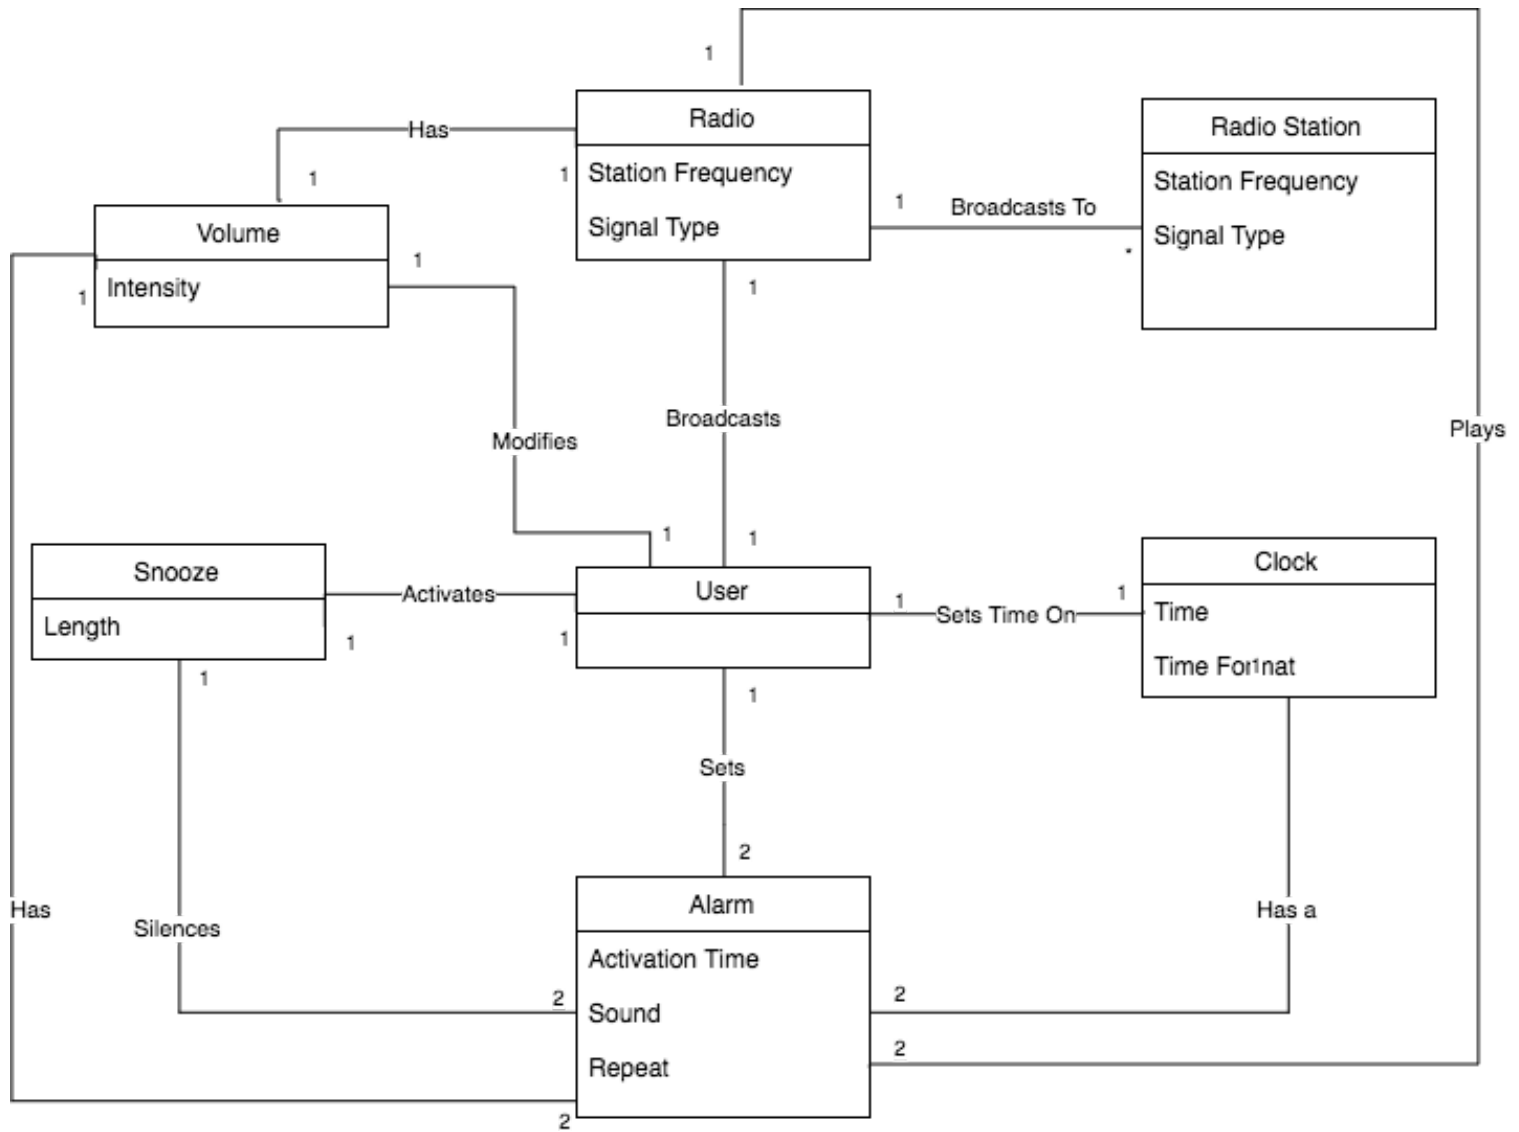 1
Radio
Station Frequency
Signal Type
Radio Station
Station Frequency
Signal Type
Has
1
1
1
Broadcasts To
*
Volume
Intensity
1
1
1
Modifies
Broadcasts
Plays
1
1
Snooze
Length
Activates
1
1
User
1
Sets Time On
1
Clock
Time
Time For1nat
1
1
Sets
2
Has
Silences
Has a
Alarm
Activation Time
Sound
Repeat
2
2
2
2